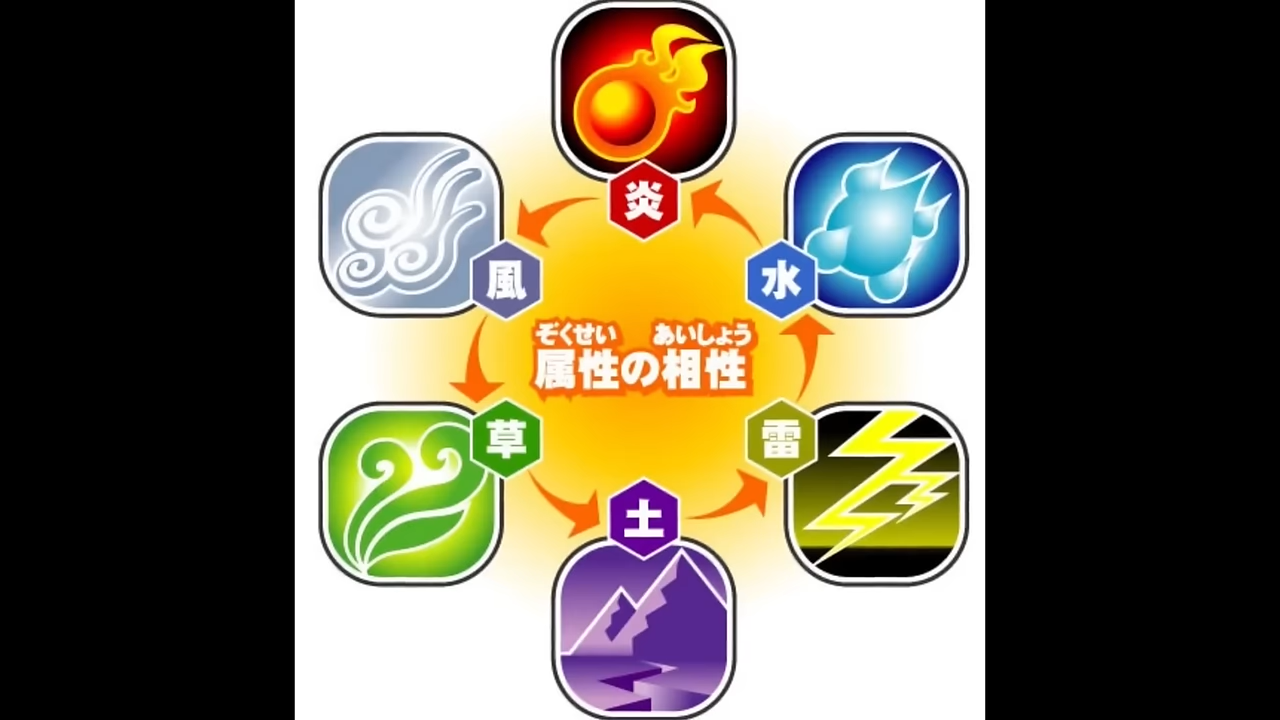 炎
風
水
ぞくせい あいしょう
属性の相性
草
雷
土